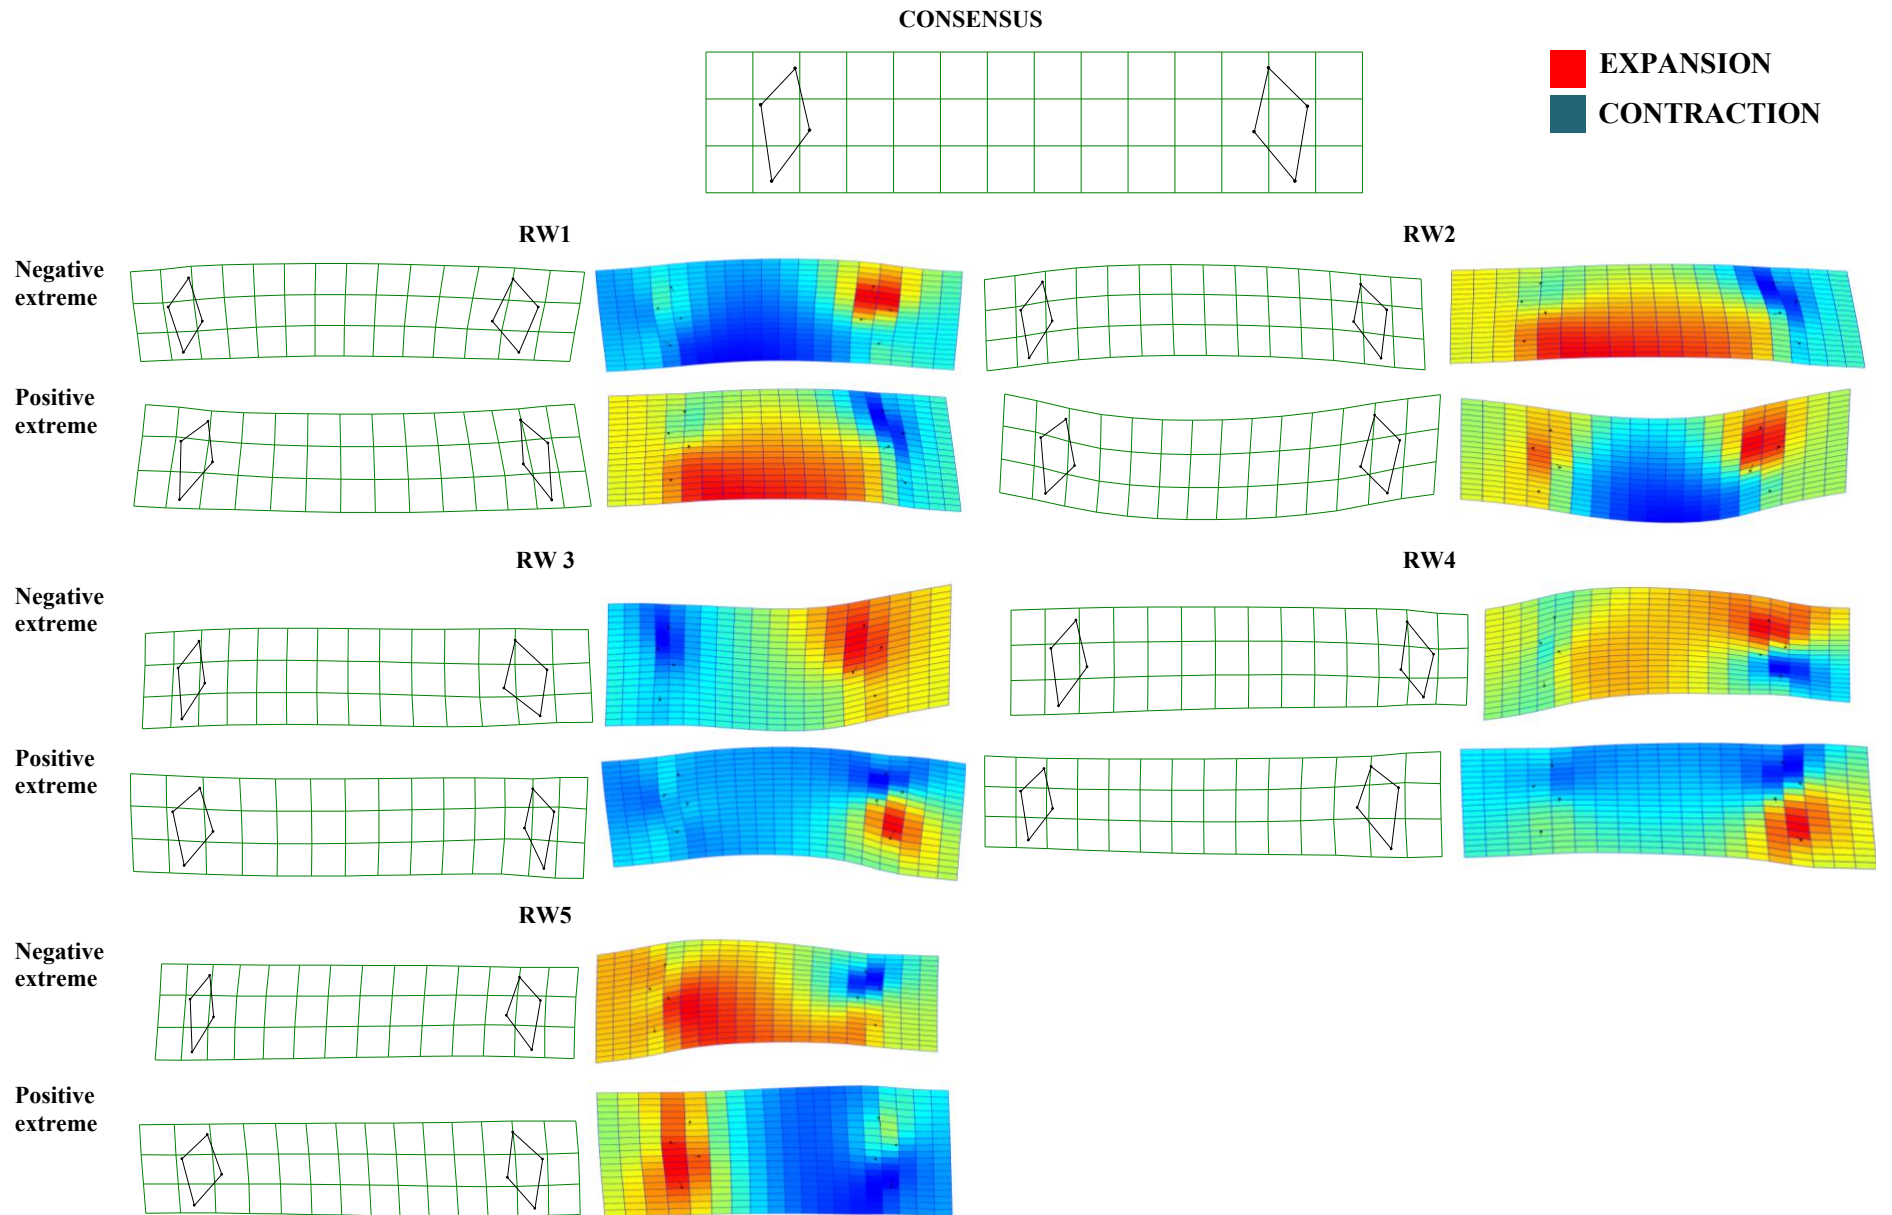 CONSENSUS
EXPANSION
CONTRACTION
RW1
RW2
Negative
extreme
Positive
extreme
RW 3
RW4
Negative
extreme
Positive
extreme
RW5
Negative
extreme
Positive
extreme